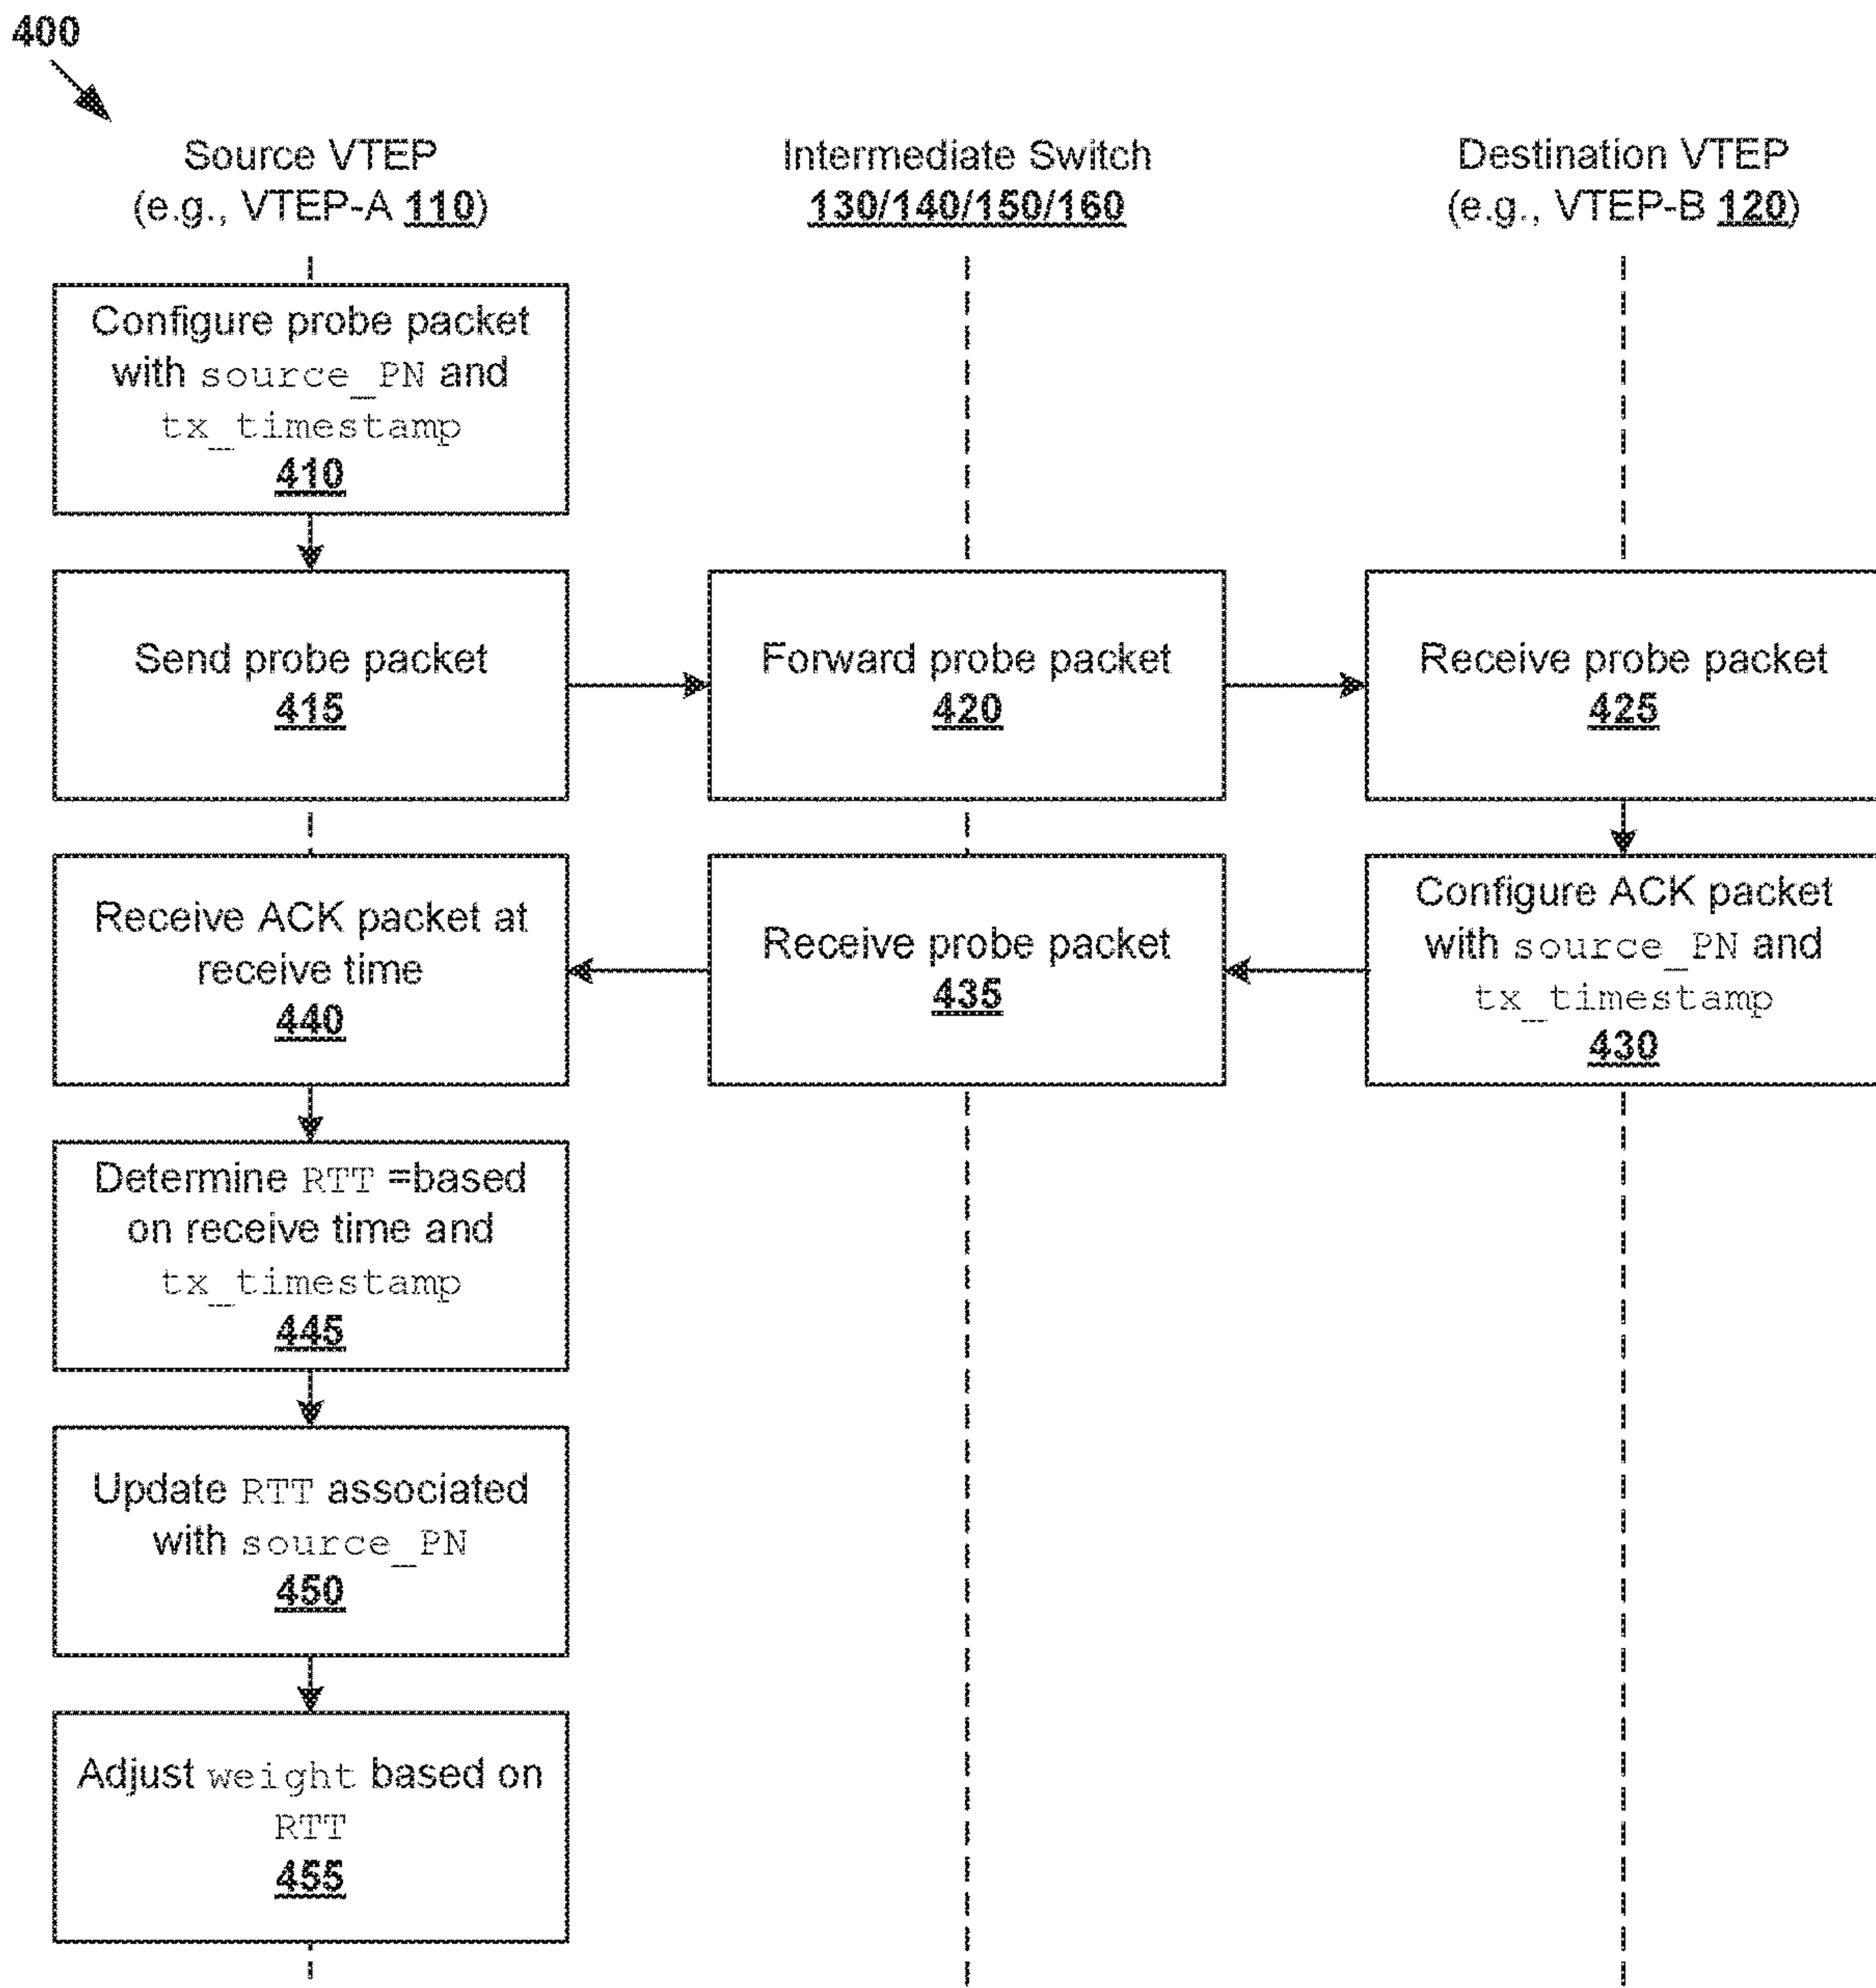 400
Source VTEP
(e.g., VTEP-A 110)
Intermediate Switch
130/140/150/160
Destination VTEP
(e.g., VTEP-B 120)
Configure probe packet
with source_PN and
tx_timestamp
410
Send probe packet
415
Forward probe packet
420
Receive probe packet
425
Receive ACK packet at
receive time
440
Receive probe packet
435
Configure ACK packet
with source_PN and
tx_timestamp
430
Determine RTT =based
on receive time and
tx_timestamp
445
Update RTT associated
with source_PN
450
Adjust weight based on
RTT
455